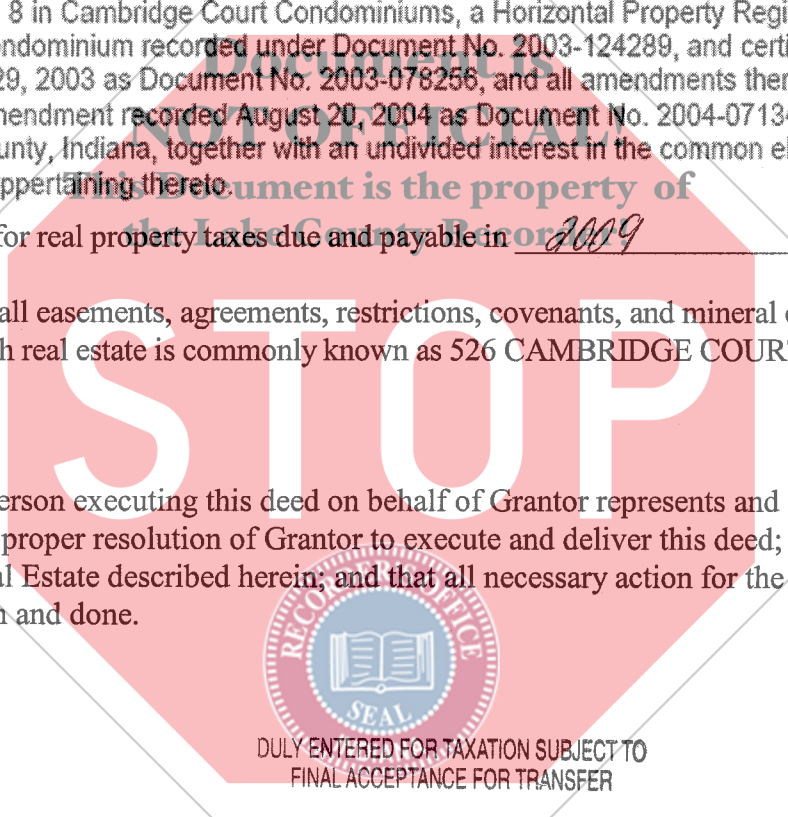 8 in Cambridge Court Condominiums, a Horizontal Property Regi
ondominium recorded under Document No. 2003-124289, and certi
Document is
29, 2003 as Document No. 2003-078256, and all amendments ther
mendment recorded August 20, 2004 as Document No. 2004-0713
NOT OFFICIAL!
unty, Indiana, together with an undivided interest in the common el
ppertaining thereto.
This Document is the property of
the Lake County Recorder!
for real property taxes due and payable in 2009
all easements, agreements, restrictions, covenants, and mineral
h real estate is commonly known as 526 CAMBRIDGE COURT
STOP
erson executing this deed on behalf of Grantor represents and
proper resolution of Grantor to execute and deliver this deed;
al Estate described herein; and that all necessary action for the
n and done.
RECORDER'S OFFICE
SEAL
DULY ENTERED FOR TAXATION SUBJECT TO
FINAL ACCEPTANCE FOR TRANSFER